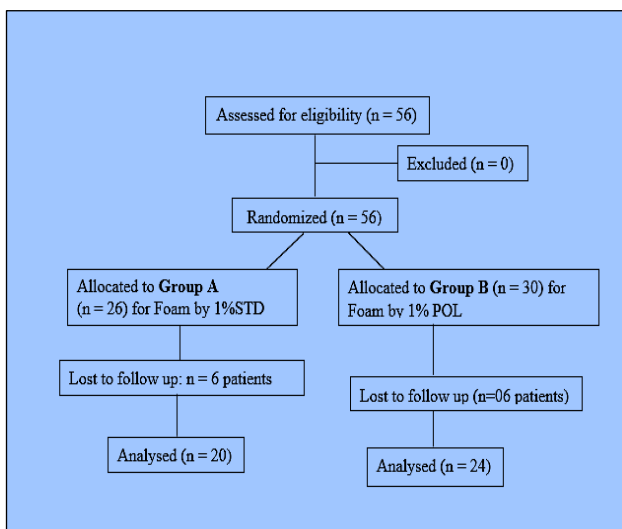 Assessed for eligibility (n = 56)
Excluded (n = 0)
Randomized (n = 56)
Allocated to Group A
(n = 26) for Foam by 1%STD
Allocated to Group B (n = 30) for
Foam by 1% POL
Lost to follow up: n = 6 patients
Lost to follow up (n=06 patients)
Analysed (n = 20)
Analysed (n = 24)